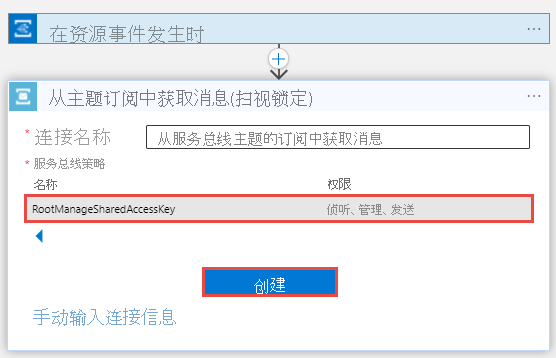 在资源事件发生时
从主题订阅中获取消息(扫视锁定)
* 连接名称 从服务总线主题的订阅中获取消息
* 服务总线策略
名称 权限
RootManageSharedAccessKey 侦听、管理、发送
创建
手动输入连接信息